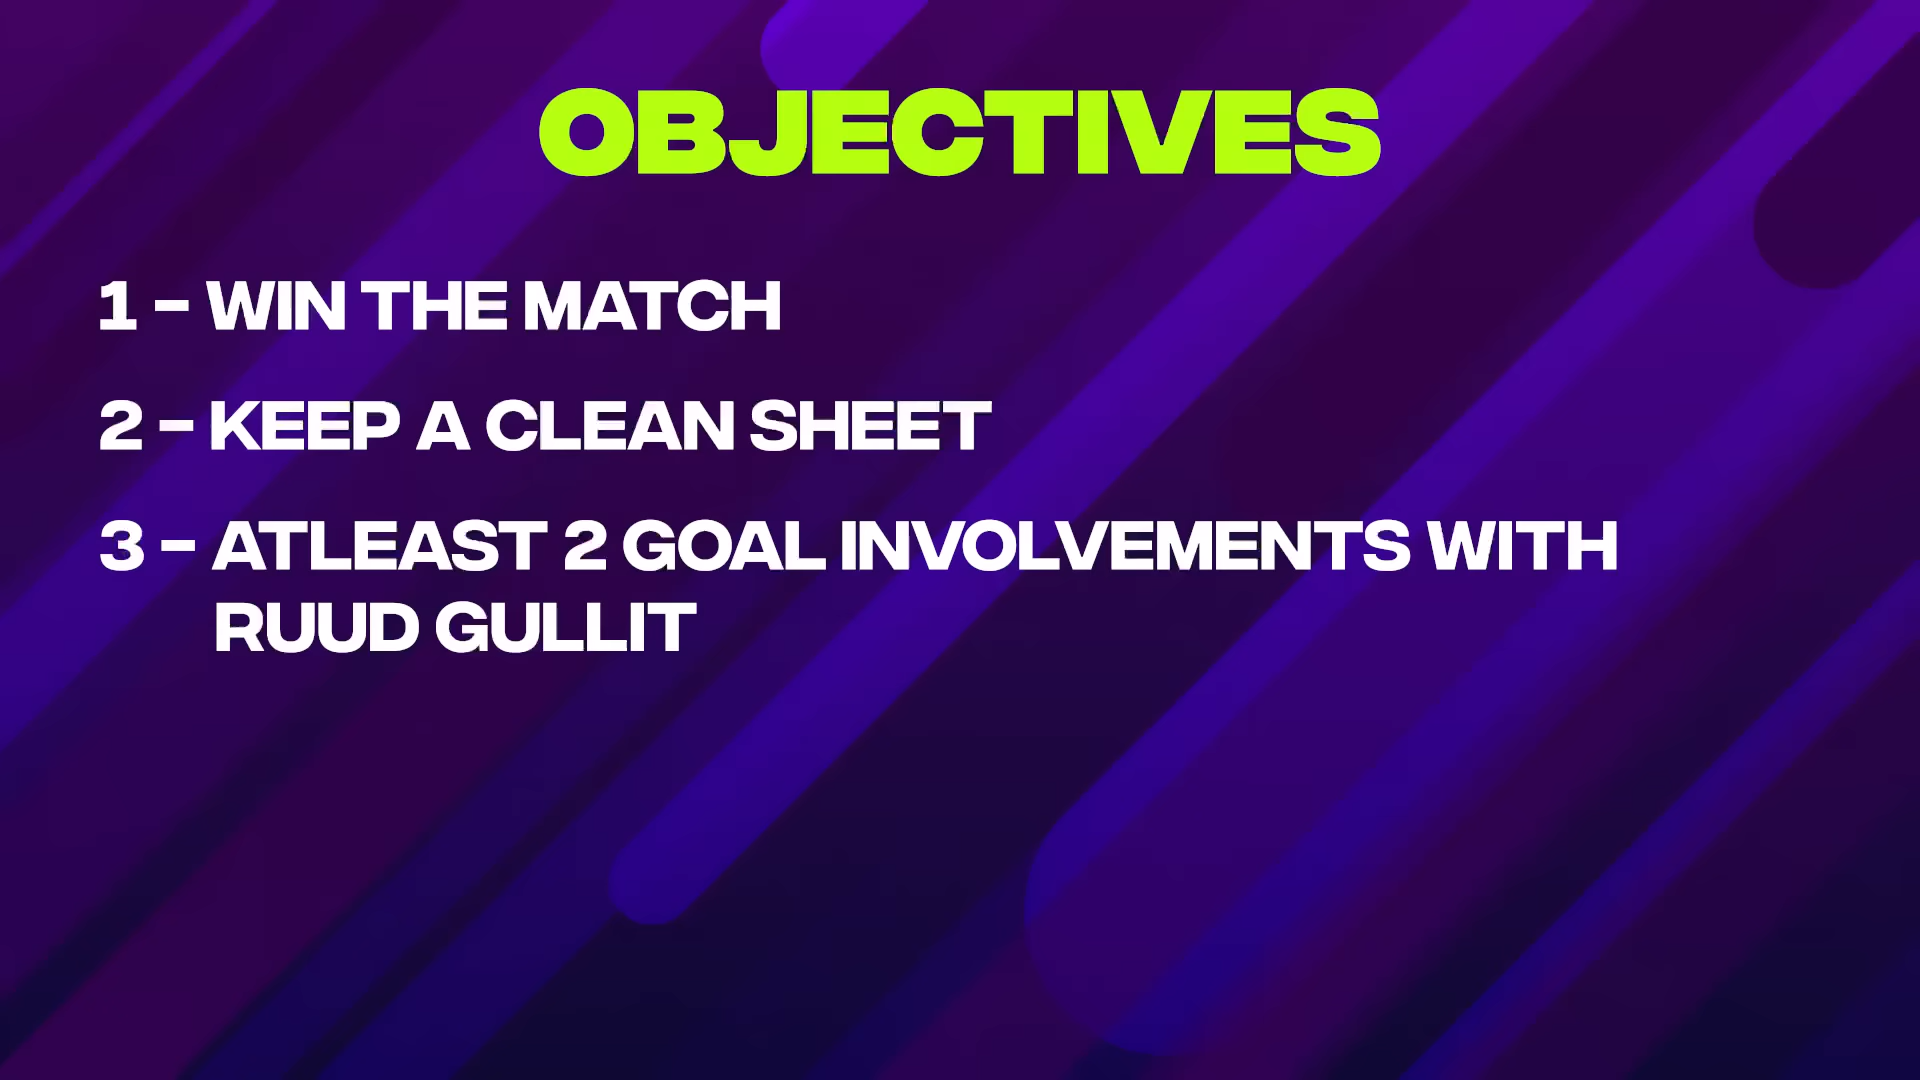 OBJECTIVES
1 – WIN THE MATCH
2 – KEEP A CLEAN SHEET
3 – ATLEAST 2 GOAL INVOLVEMENTS WITH
RUUD GULLIT